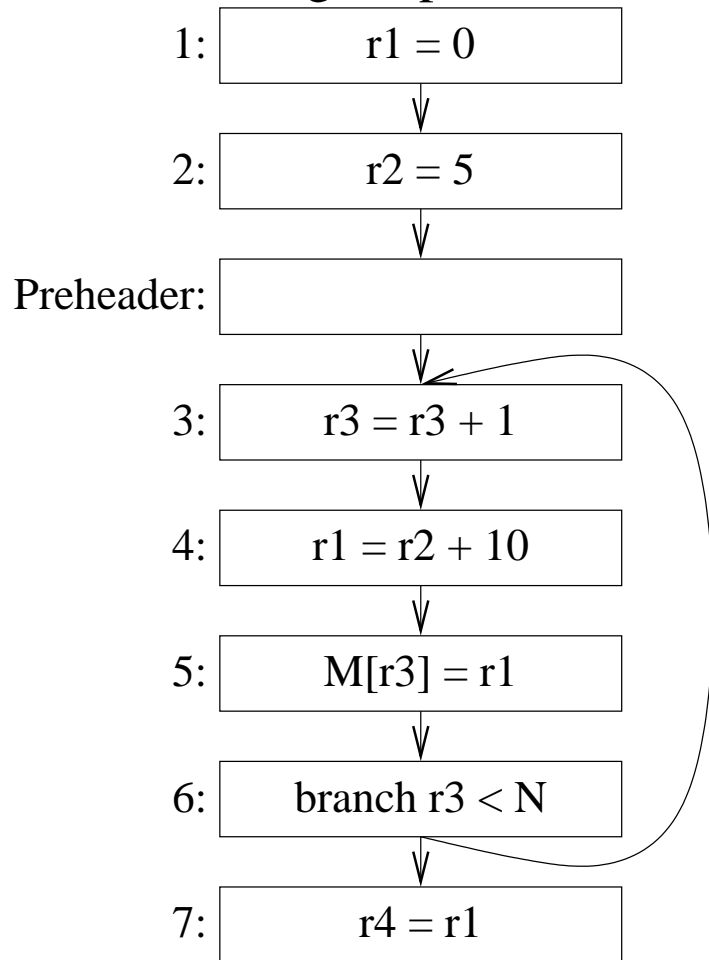 1: r1 = 0
2: r2 = 5
Preheader:
3: r3 = r3 + 1
4: r1 = r2 + 10
5: M[r3] = r1
6: branch r3 < N
7: r4 = r1